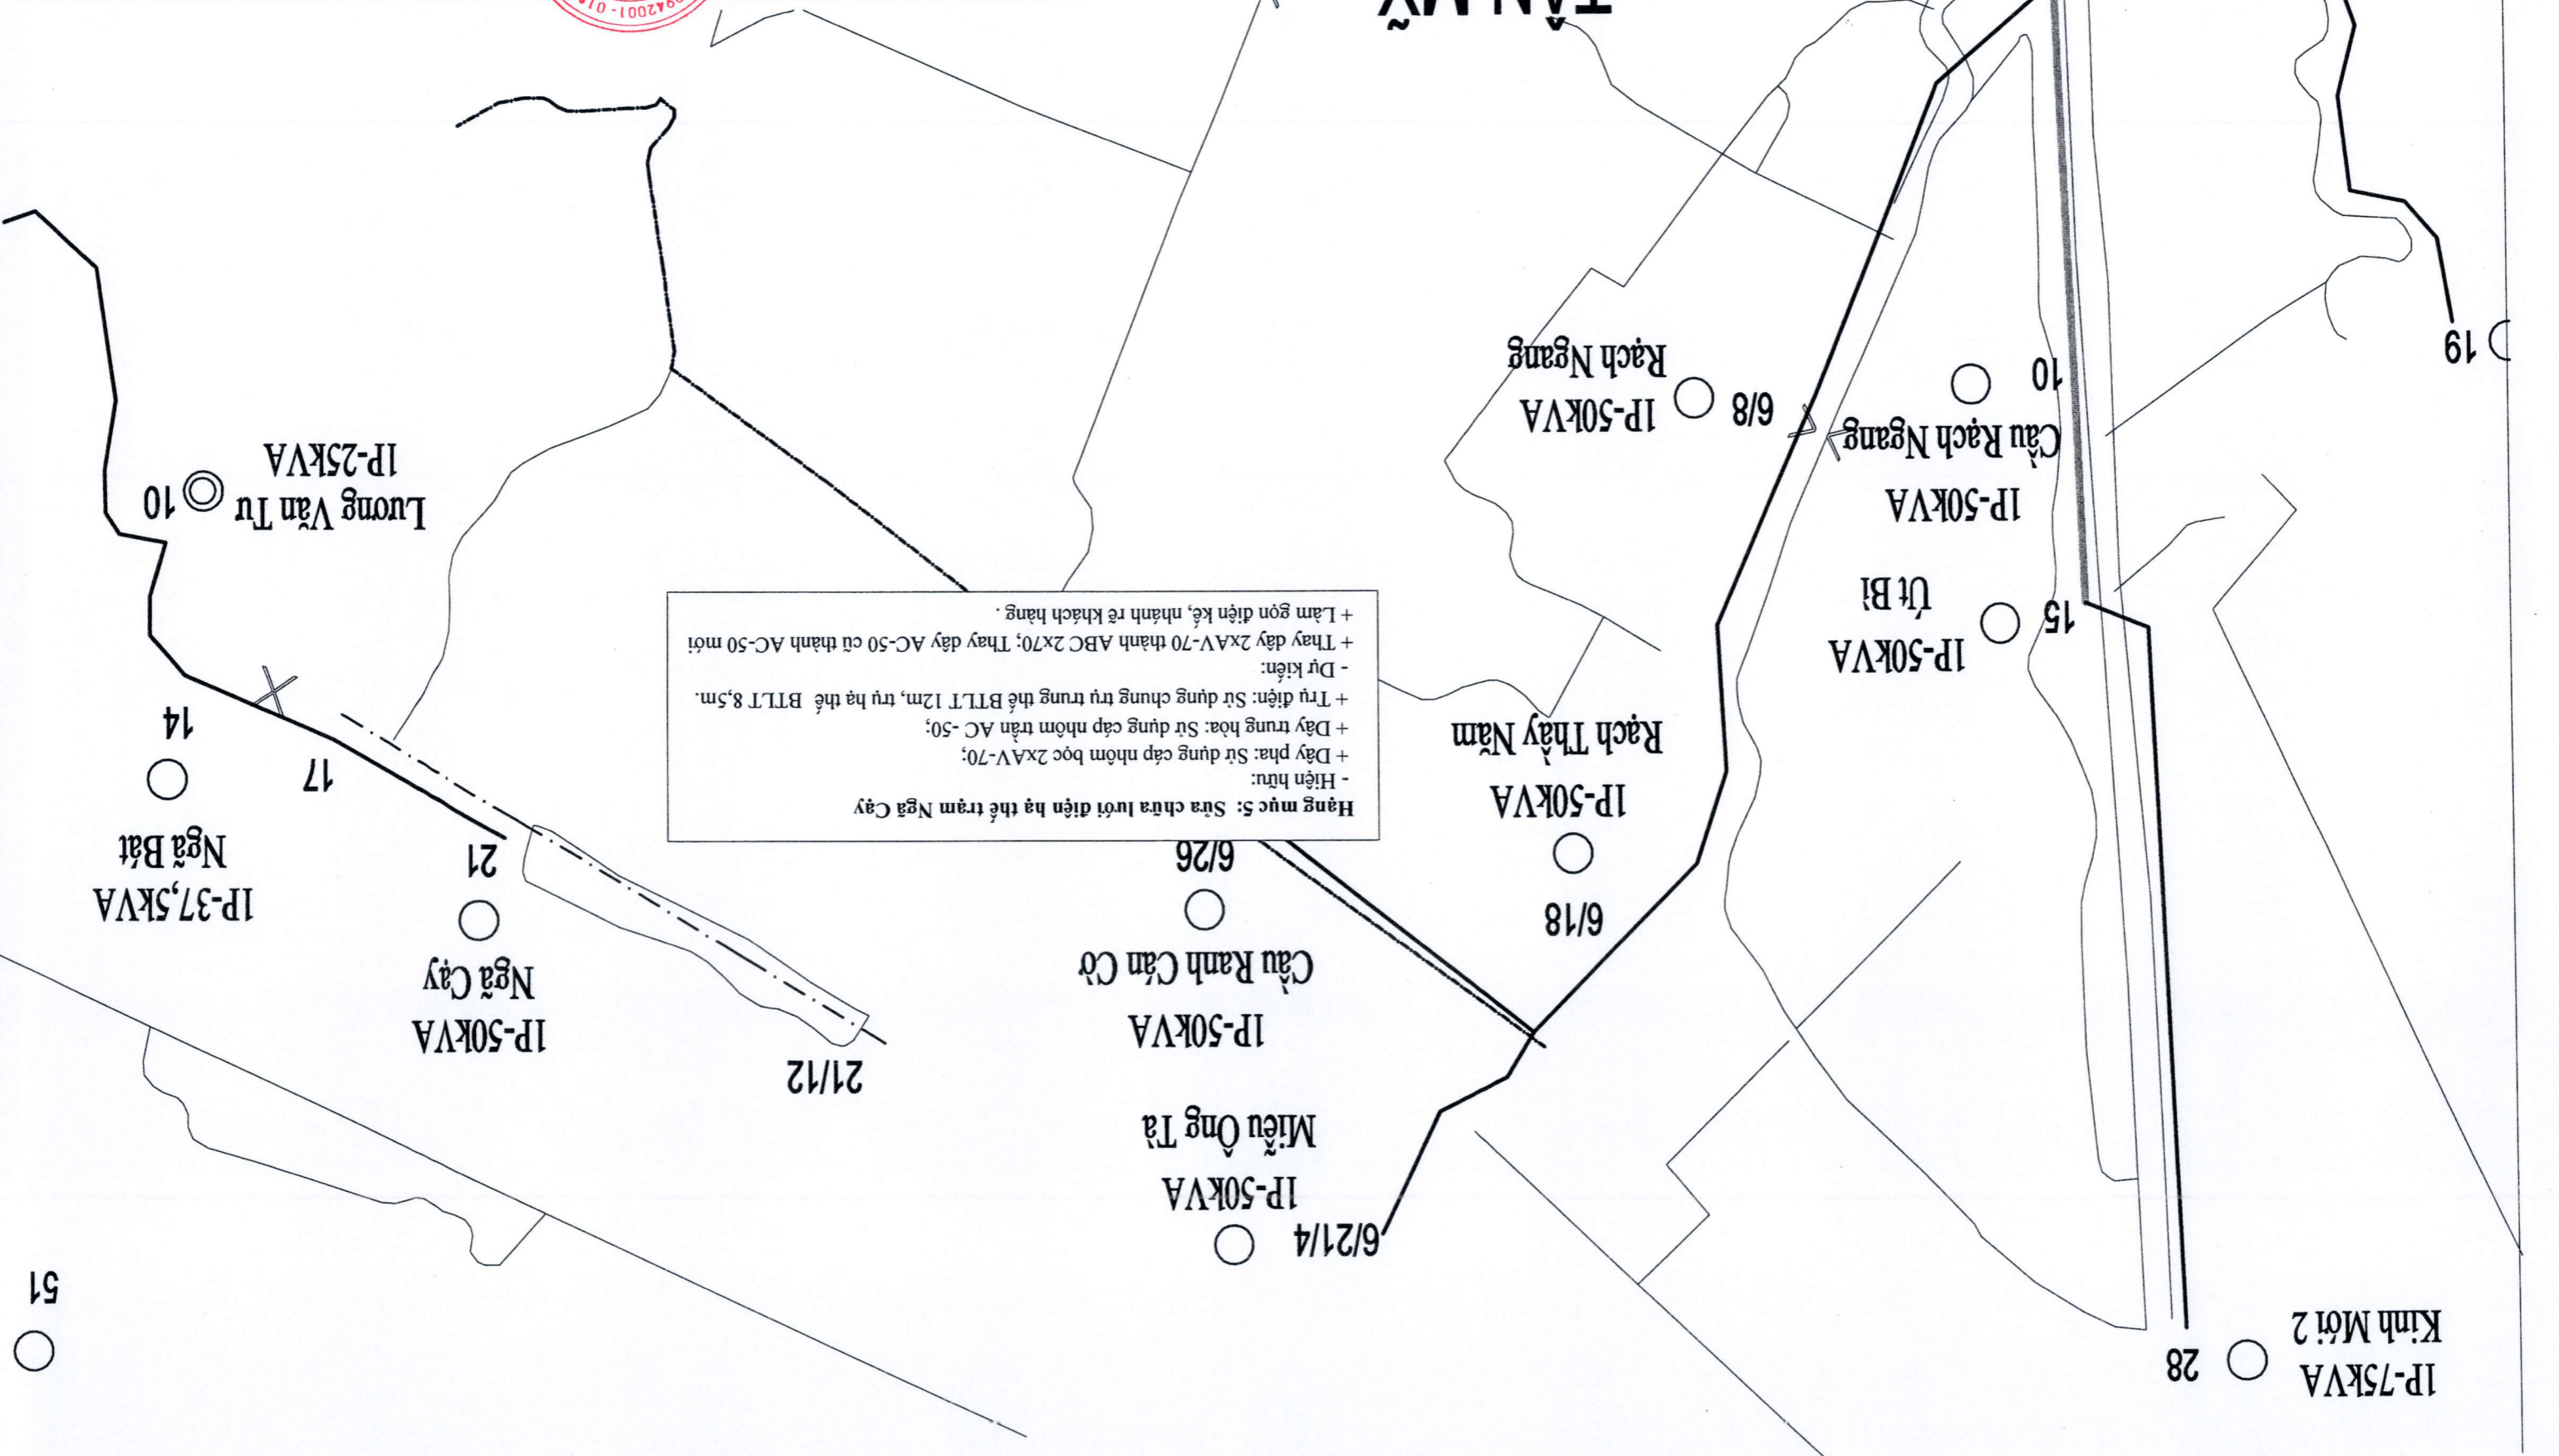 1P-75kVA
Kinh Mới 2
28
51
6/21/4
1P-50kVA
Miễu Ông Tà
21/12
1P-50kVA
Cầu Ranh Cán Cờ
6/26
1P-50kVA
Ngã Cạy
21
6/18
1P-50kVA
Rạch Thầy Năm
1P-37,5kVA
Ngã Bát
14
17
Hạng mục 5: Sửa chữa lưới điện hạ thế trạm Ngã Cạy
- Hiện hữu:
+ Dây pha: Sử dụng cáp nhôm bọc 2xAV-70;
+ Dây trung hòa: Sử dụng cáp nhôm trần AC -50;
+ Trụ điện: Sử dụng chung trụ trung thế BTLT 12m, trụ hạ thế BTLT 8,5m.
- Dự kiến:
+ Thay dây 2xAV-70 thành ABC 2x70; Thay dây AC-50 cũ thành AC-50 mới
+ Làm gọn điện kế, nhánh rẽ khách hàng .
15
1P-50kVA
Út Bì
1P-50kVA
Cầu Rạch Ngang
10
6/8
1P-50kVA
Rạch Ngang
Lương Văn Tư
1P-25kVA
10
19
TÂN MỸ